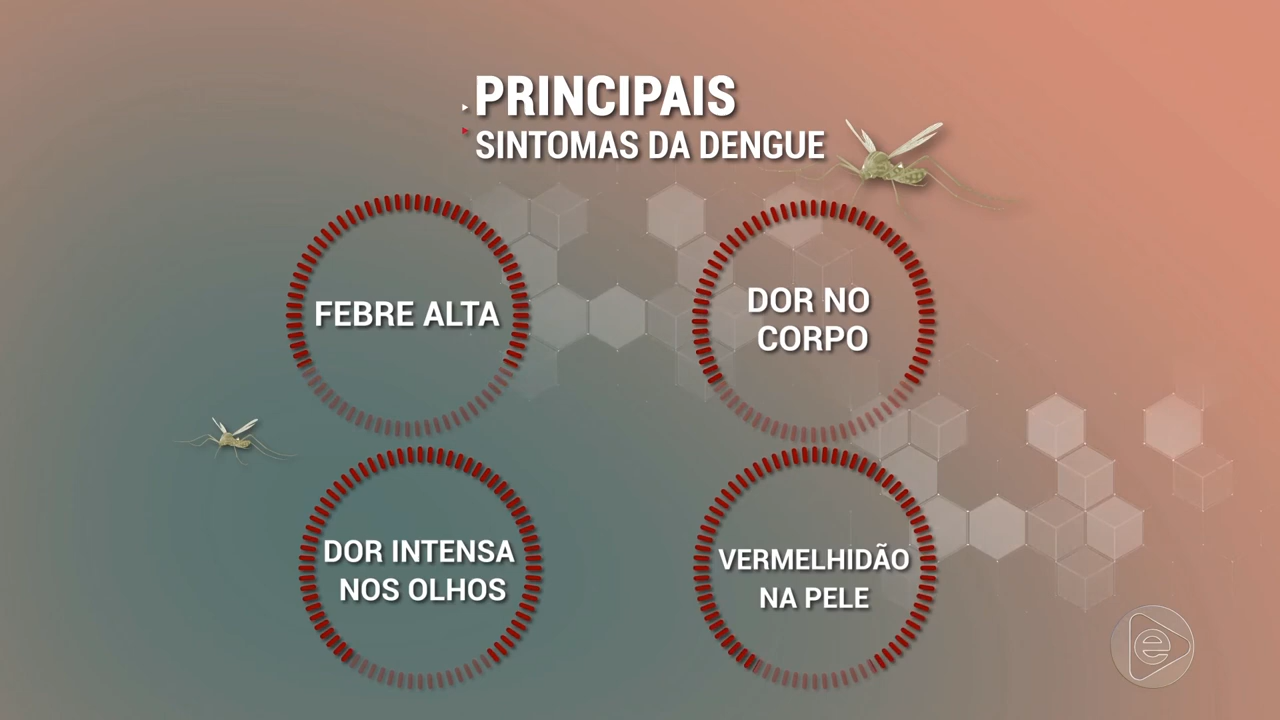 PRINCIPAIS
SINTOMAS DA DENGUE
FEBRE ALTA
DOR NO
CORPO
DOR INTENSA
NOS OLHOS
VERMELHIDÃO
NA PELE
e